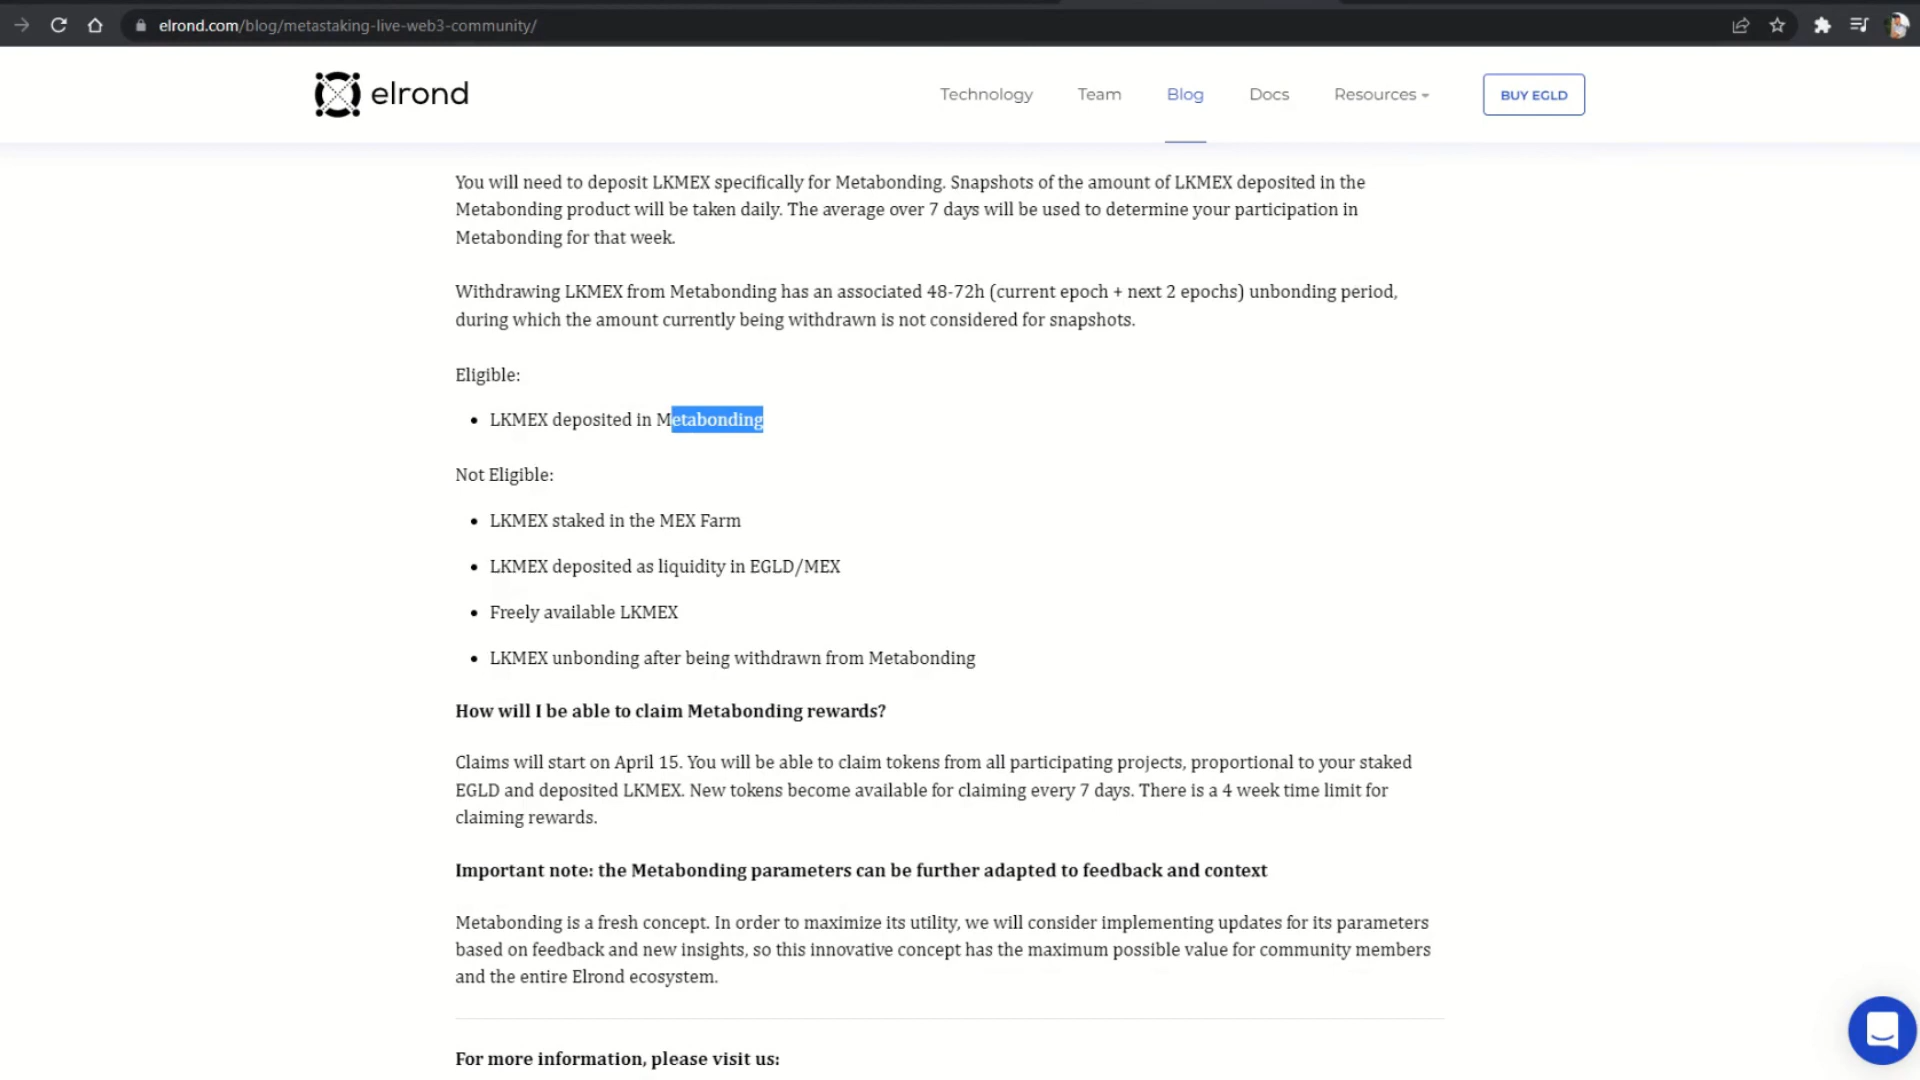 elrond.com/blog/metastaking-live-web3-community/
elrond
Technology
Team
Blog
Docs
Resources
BUY EGLD
You will need to deposit LKMEX specifically for Metabonding. Snapshots of the amount of LKMEX deposited in the
Metabonding product will be taken daily. The average over 7 days will be used to determine your participation in
Metabonding for that week.
Withdrawing LKMEX from Metabonding has an associated 48-72h (current epoch + next 2 epochs) unbonding period,
during which the amount currently being withdrawn is not considered for snapshots.
Eligible:
• LKMEX deposited in Metabonding
Not Eligible:
• LKMEX staked in the MEX Farm
• LKMEX deposited as liquidity in EGLD/MEX
• Freely available LKMEX
• LKMEX unbonding after being withdrawn from Metabonding
How will I be able to claim Metabonding rewards?
Claims will start on April 15. You will be able to claim tokens from all participating projects, proportional to your staked
EGLD and deposited LKMEX. New tokens become available for claiming every 7 days. There is a 4 week time limit for
claiming rewards.
Important note: the Metabonding parameters can be further adapted to feedback and context
Metabonding is a fresh concept. In order to maximize its utility, we will consider implementing updates for its parameters
based on feedback and new insights, so this innovative concept has the maximum possible value for community members
and the entire Elrond ecosystem.
For more information, please visit us: